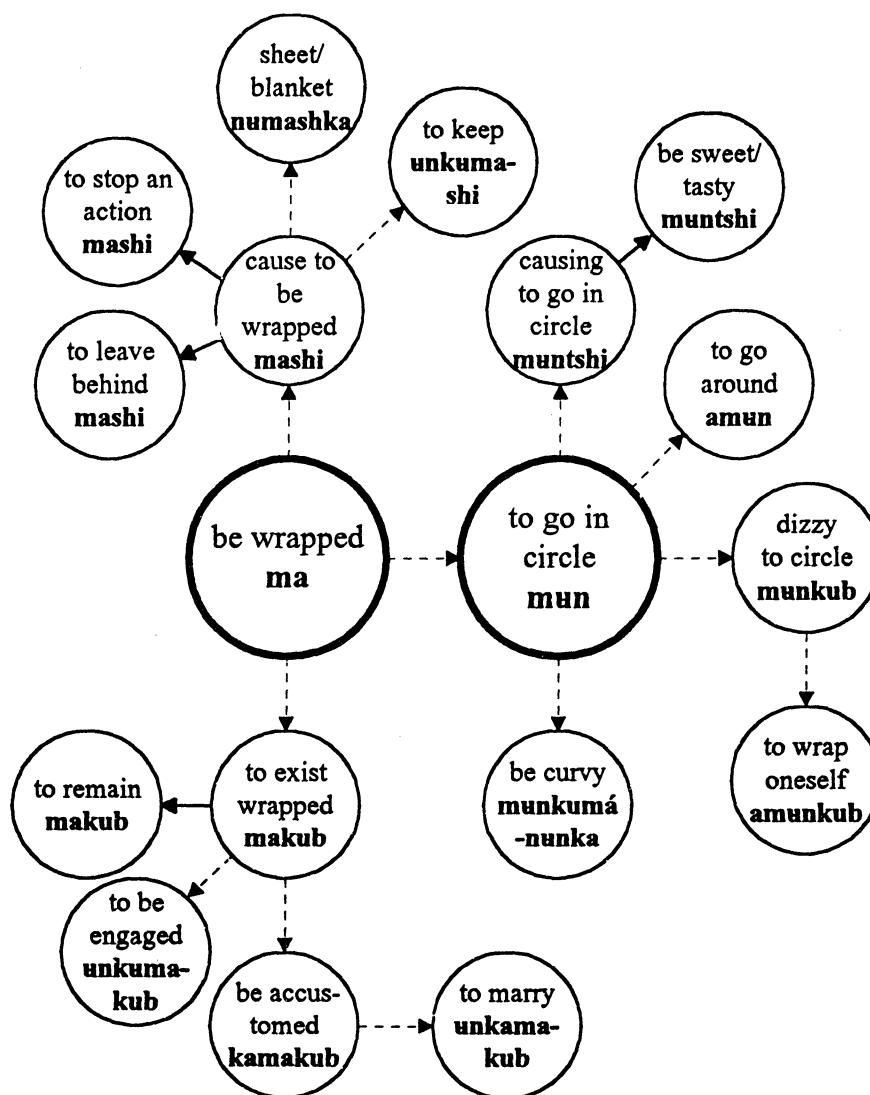 sheet/
blanket
numashka
to keep
unkuma-
shi
to stop an
action
mashi
cause to
be
wrapped
mashi
to leave
behind
mashi
be sweet/
tasty
muntshi
causing
to go in
circle
muntshi
to go
around
amun
be wrapped
ma
to go in
circle
mun
dizzy
to circle
munkub
to remain
makub
to exist
wrapped
makub
be curvy
munkumá
-nunka
to wrap
oneself
amunkub
to be
engaged
unkuma-
kub
be accus-
tomed
kamakub
to marry
unkama-
kub